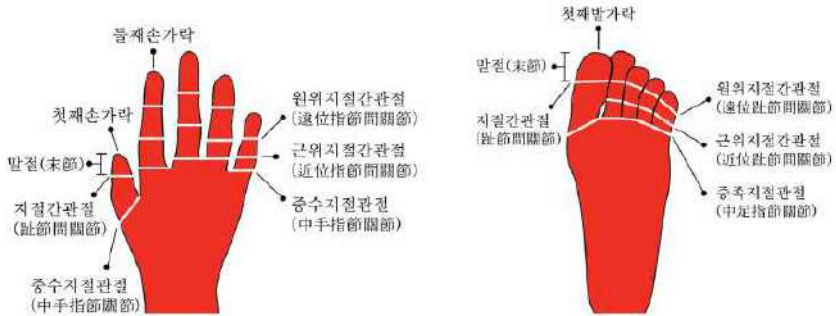 둘째손가락
첫째손가락
말절(末節)
지절간관절
(趾節間關節)
중수지절관절
(中手指節關節)
원위지절간관절
(遠位指節間關節)
근위지절간관절
(近位指節間關節)
중수지절관절
(中手指節關節)
첫째발가락
말절(末節)
지절간관절
(趾節間關節)
원위지절간관절
(遠位趾節間關節)
근위지절간관절
(近位趾節間關節)
중족지절관절
(中足指節關節)